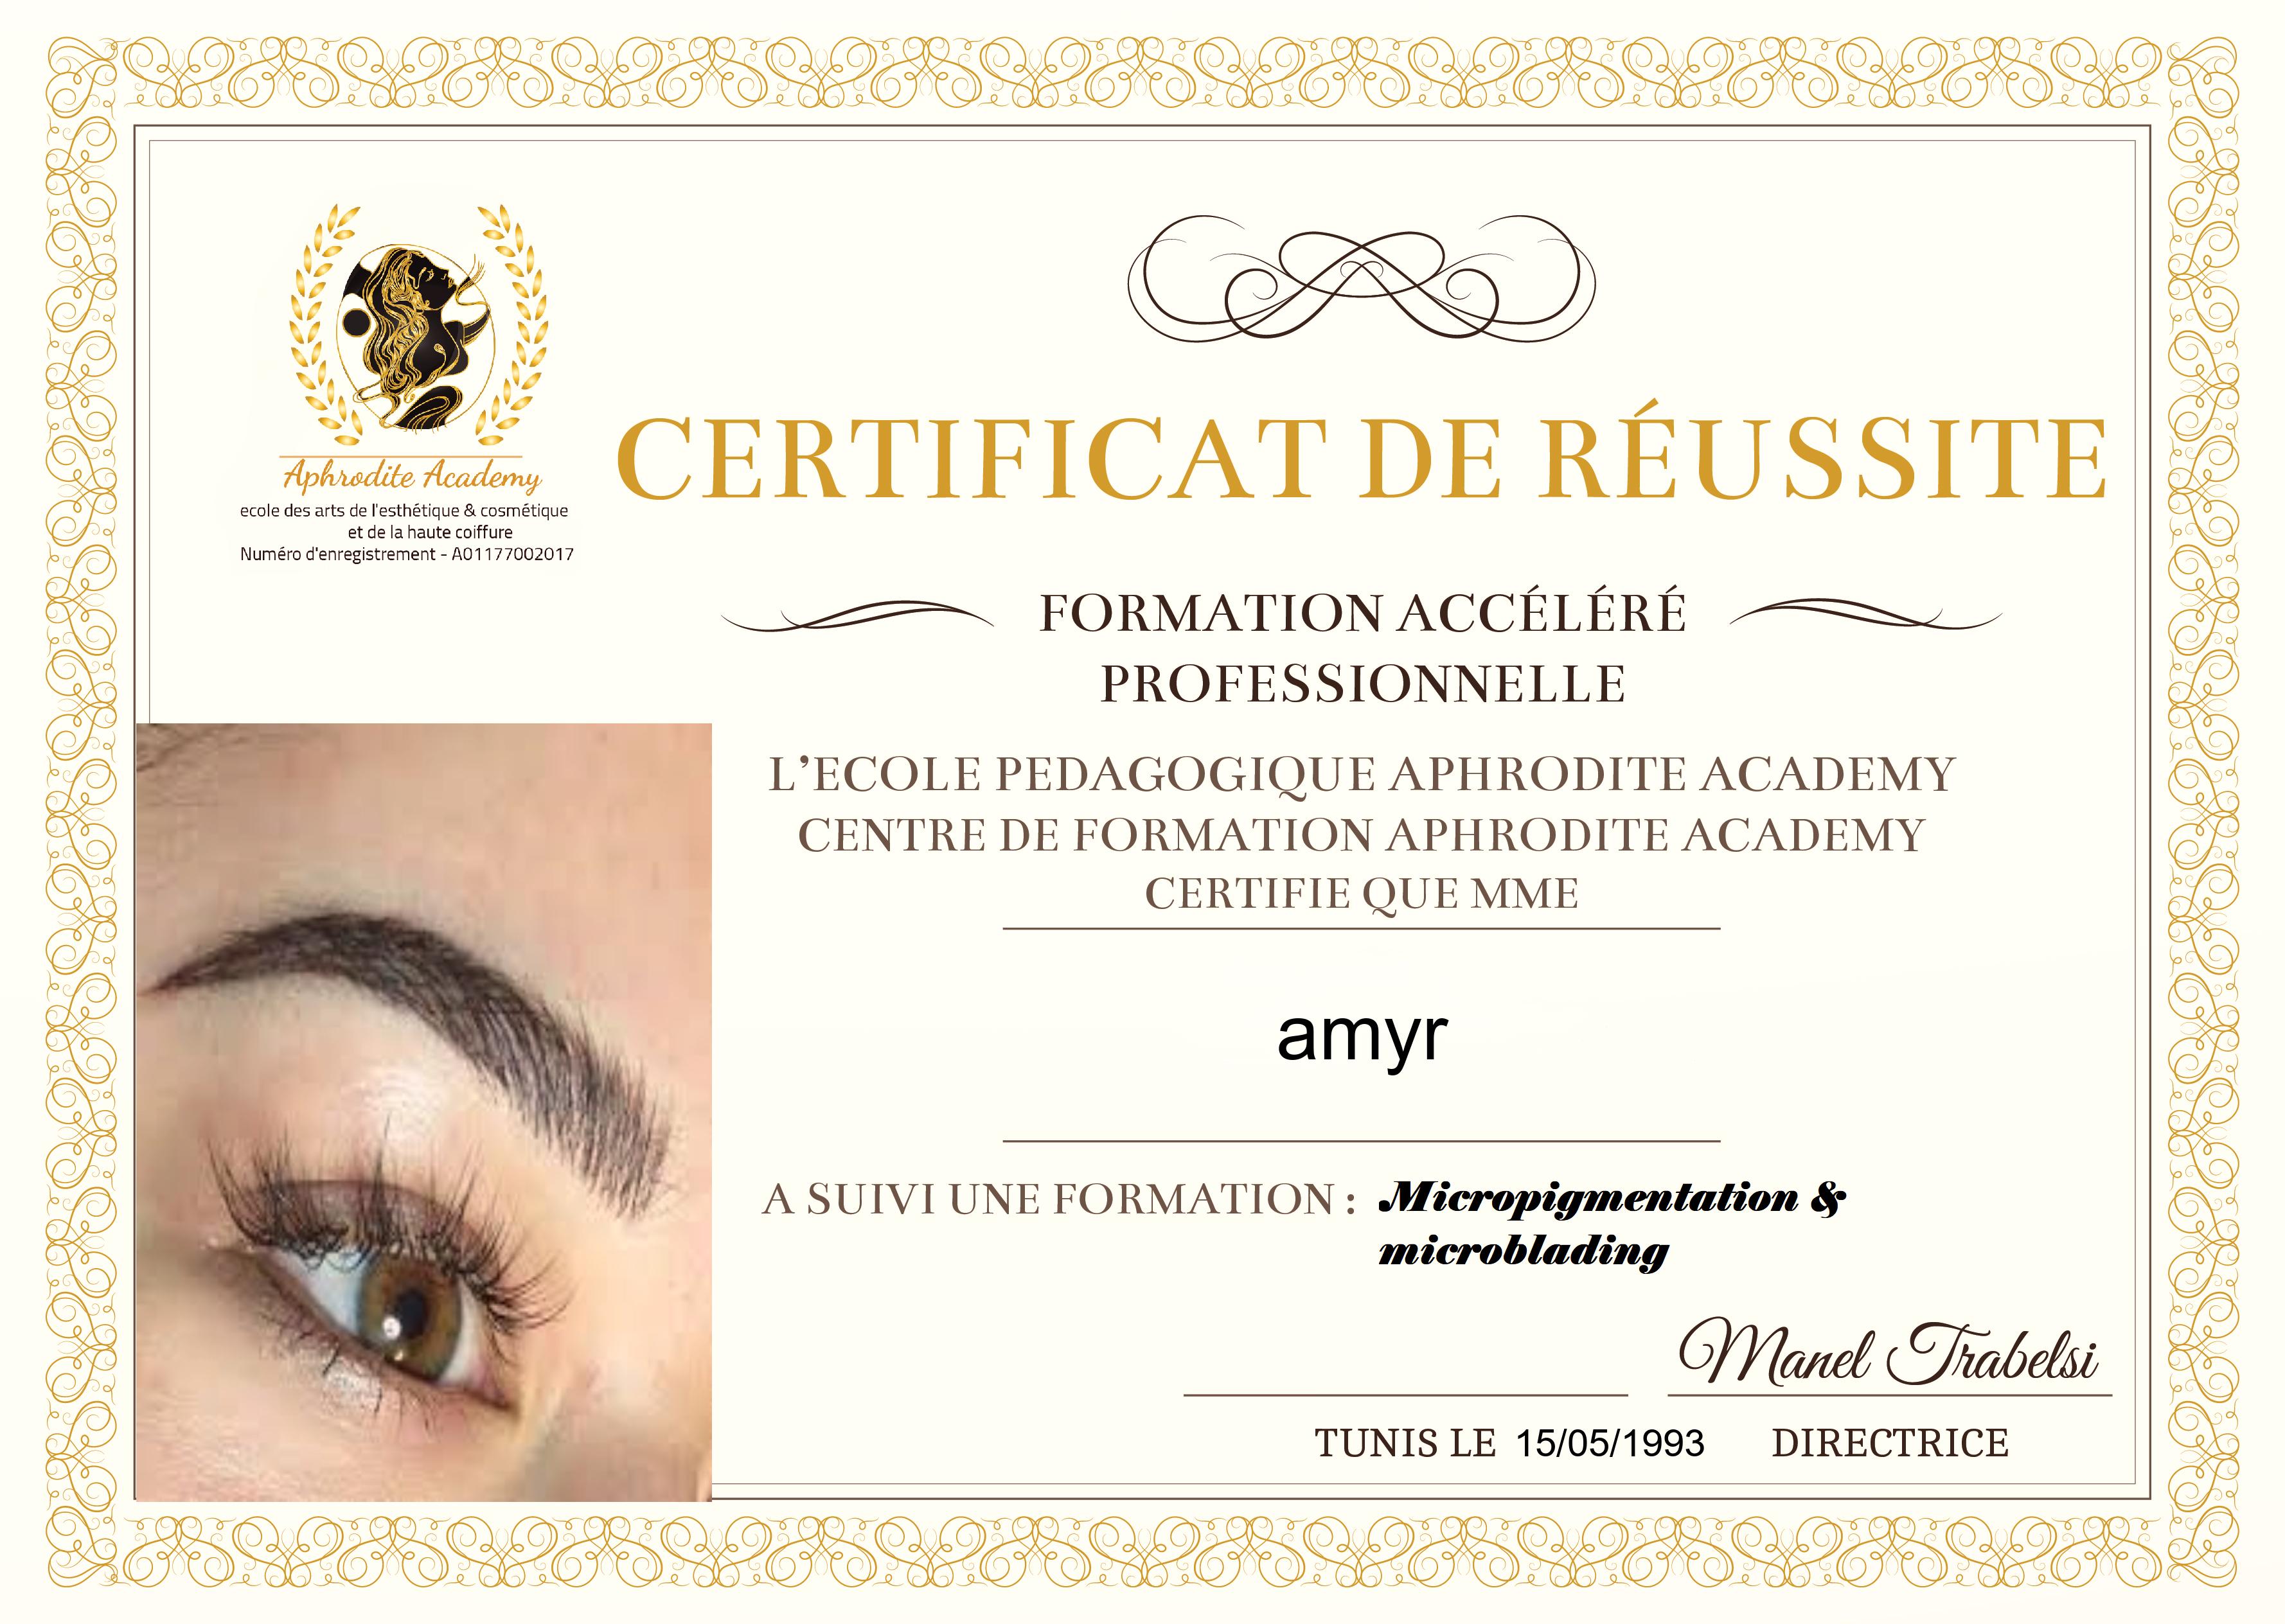 Aphrodite Academy
ecole des arts de l'esthétique & cosmétique
et de la haute coiffure
Numéro d'enregistrement - A01177002017
CERTIFICAT DE RÉUSSITE
FORMATION ACCÉLÉRÉ
PROFESSIONNELLE
L'ECOLE PEDAGOGIQUE APHRODITE ACADEMY
CENTRE DE FORMATION APHRODITE ACADEMY
CERTIFIE QUE MME
amyr
A SUIVI UNE FORMATION : Micropigmentation &
microblading
Manel Trabelsi
TUNIS LE 15/05/1993 DIRECTRICE